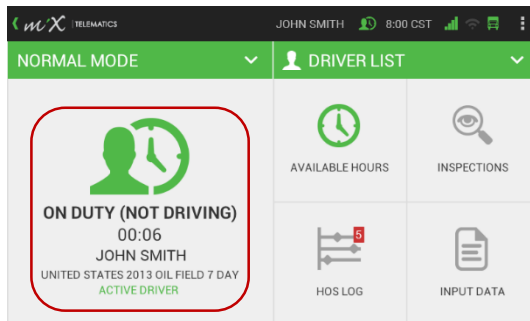 miX TELEMATICS
JOHN SMITH 8:00 CST
NORMAL MODE
DRIVER LIST
ON DUTY (NOT DRIVING)
00:06
JOHN SMITH
UNITED STATES 2013 OIL FIELD 7 DAY
ACTIVE DRIVER
AVAILABLE HOURS
INSPECTIONS
5
HOS LOG
INPUT DATA